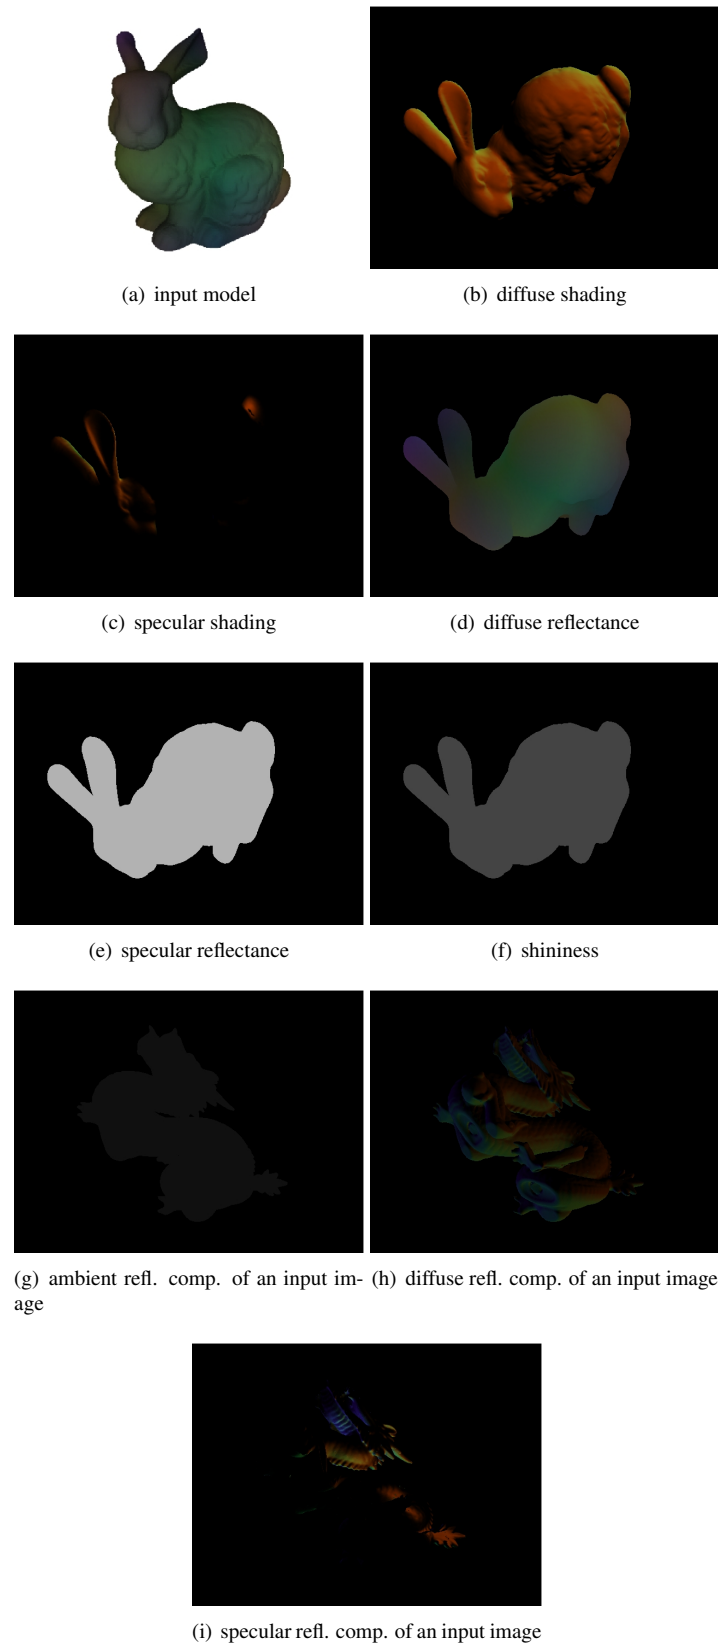 (a) input model
(b) diffuse shading
(c) specular shading
(d) diffuse reflectance
(e) specular reflectance
(f) shininess
(g) ambient refl. comp. of an input im-
age
(h) diffuse refl. comp. of an input image
(i) specular refl. comp. of an input image